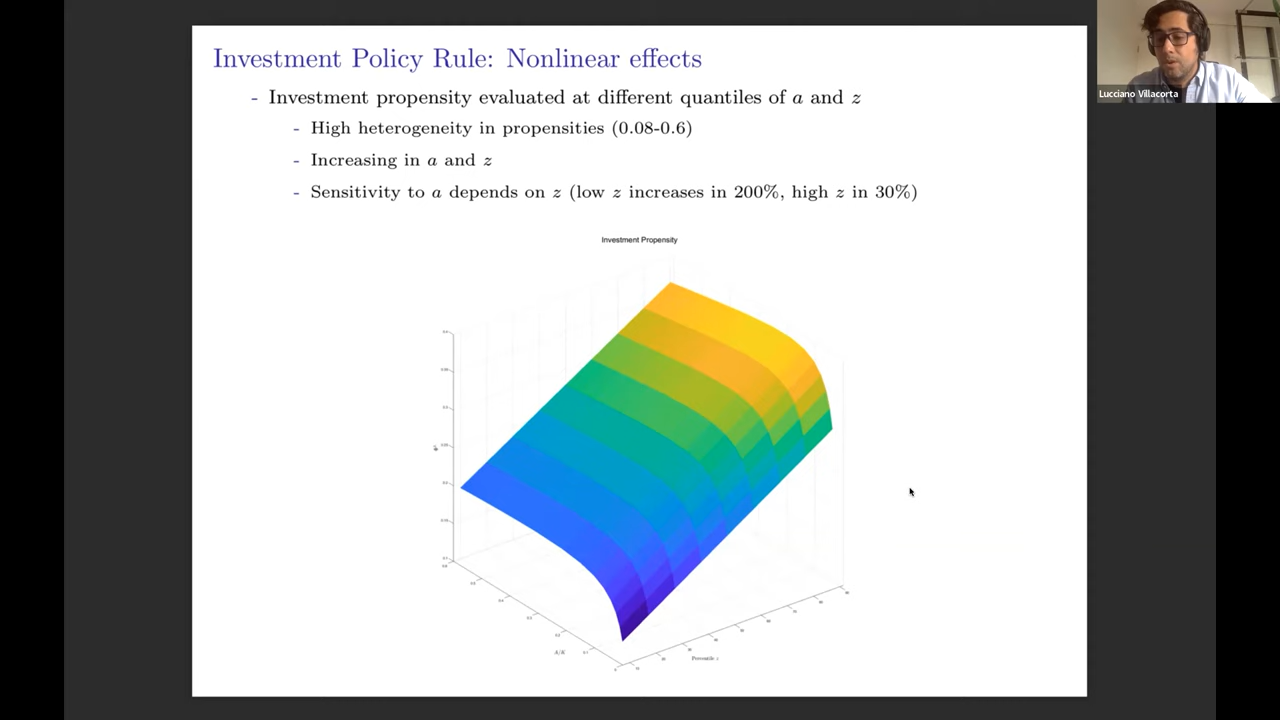 Investment Policy Rule: Nonlinear effects
- Investment propensity evaluated at different quantiles of a and z
- High heterogeneity in propensities (0.08-0.6)
- Increasing in a and z
- Sensitivity to a depends on z (low z increases in 200%, high z in 30%)
Investment Propensity
A/K
Percentile z
Lucciano Villacorta